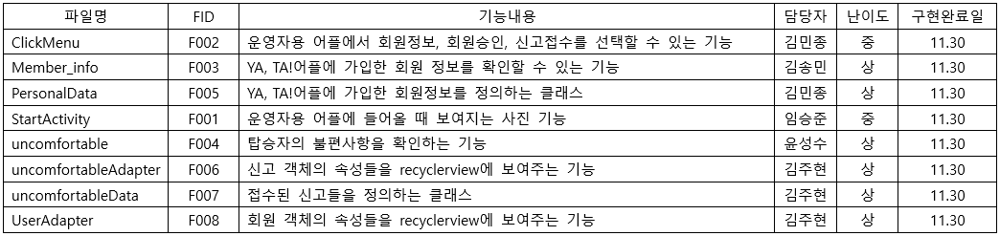 파일명 FID 기능내용 담당자 난이도 구현완료일
ClickMenu F002 운영자용 어플에서 회원정보, 회원승인, 신고접수를 선택할 수 있는 기능 김민종 중 11.30
Member_info F003 YA, TA!어플에 가입한 회원 정보를 확인할 수 있는 기능 김송민 상 11.30
PersonalData F005 YA, TA!어플에 가입한 회원정보를 정의하는 클래스 김민종 상 11.30
StartActivity F001 운영자용 어플에 들어올 때 보여지는 사진 기능 임승준 중 11.30
uncomfortable F004 탑승자의 불편사항을 확인하는 기능 윤성수 상 11.30
uncomfortableAdapter F006 신고 객체의 속성들을 recyclerview에 보여주는 기능 김주현 상 11.30
uncomfortableData F007 접수된 신고들을 정의하는 클래스 김주현 상 11.30
UserAdapter F008 회원 객체의 속성들을 recyclerview에 보여주는 기능 김주현 상 11.30